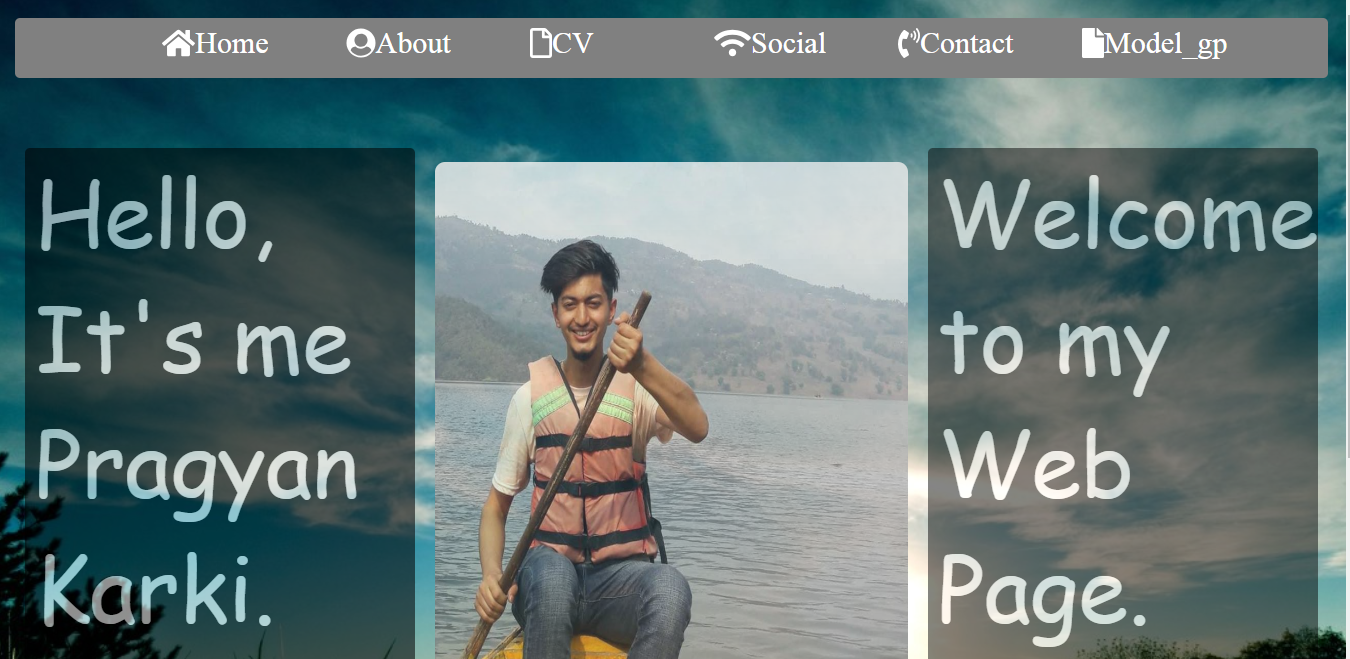 Home About CV Social Contact Model_gp
Hello,
It's me
Pragyan
Karki.
Welcome
to my
Web
Page.